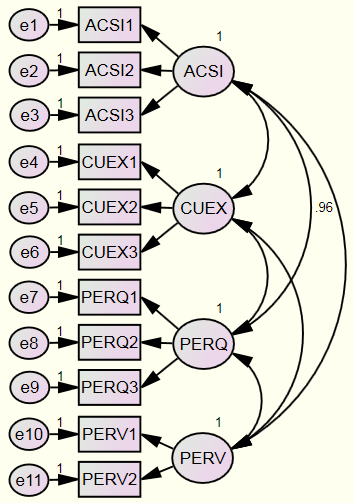 e1 1 ACSI1 1
e2 1 ACSI2 ACSI
e3 1 ACSI3
e4 1 CUEX1 1
e5 1 CUEX2 CUEX .96
e6 1 CUEX3
e7 1 PERQ1 1
e8 1 PERQ2 PERQ
e9 1 PERQ3
e10 1 PERV1 1
e11 1 PERV2 PERV